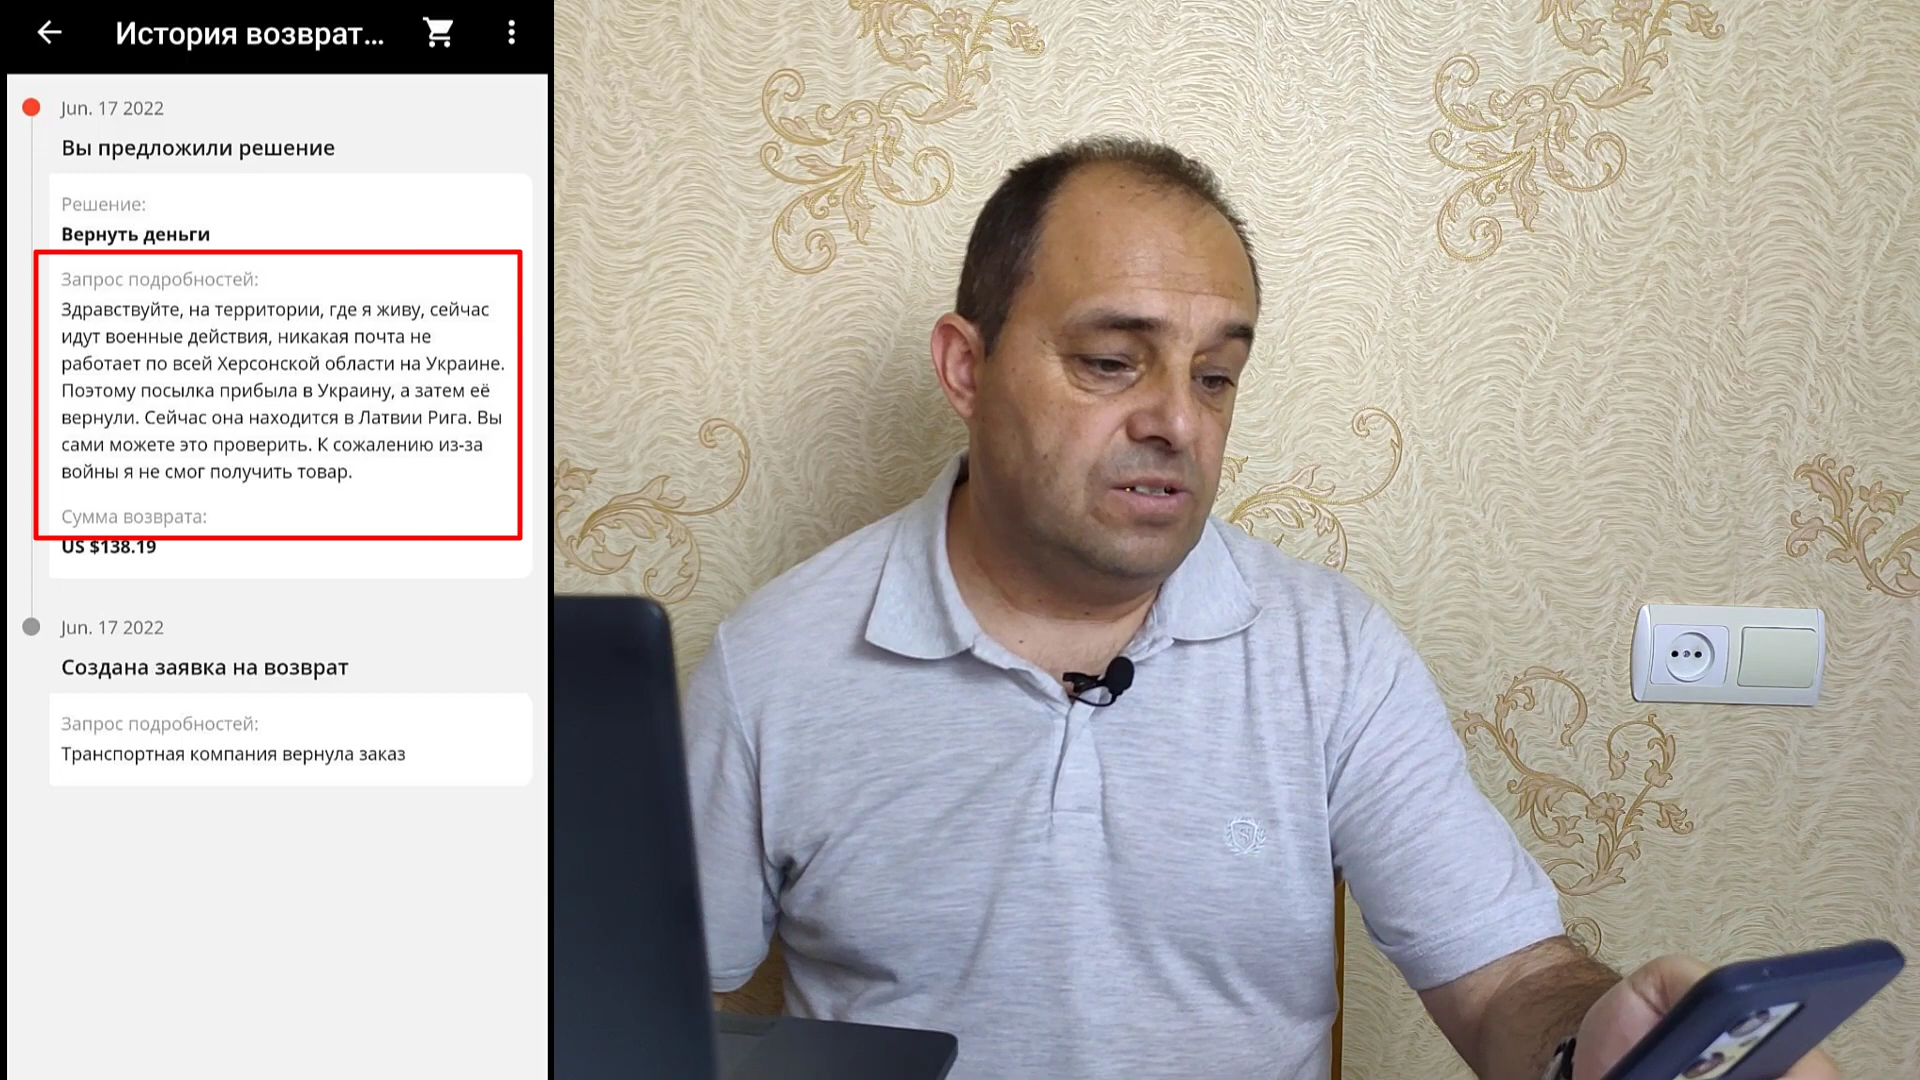 История возврат...
Jun. 17 2022
Вы предложили решение
Решение:
Вернуть деньги
Запрос подробностей:
Здравствуйте, на территории, где я живу, сейчас
идут военные действия, никакая почта не
работает по всей Херсонской области на Украине.
Поэтому посылка прибыла в Украину, а затем её
вернули. Сейчас она находится в Латвии Рига. Вы
сами можете это проверить. К сожалению из-за
войны я не смог получить товар.
Сумма возврата:
US $138.19
Jun. 17 2022
Создана заявка на возврат
Запрос подробностей:
Транспортная компания вернула заказ